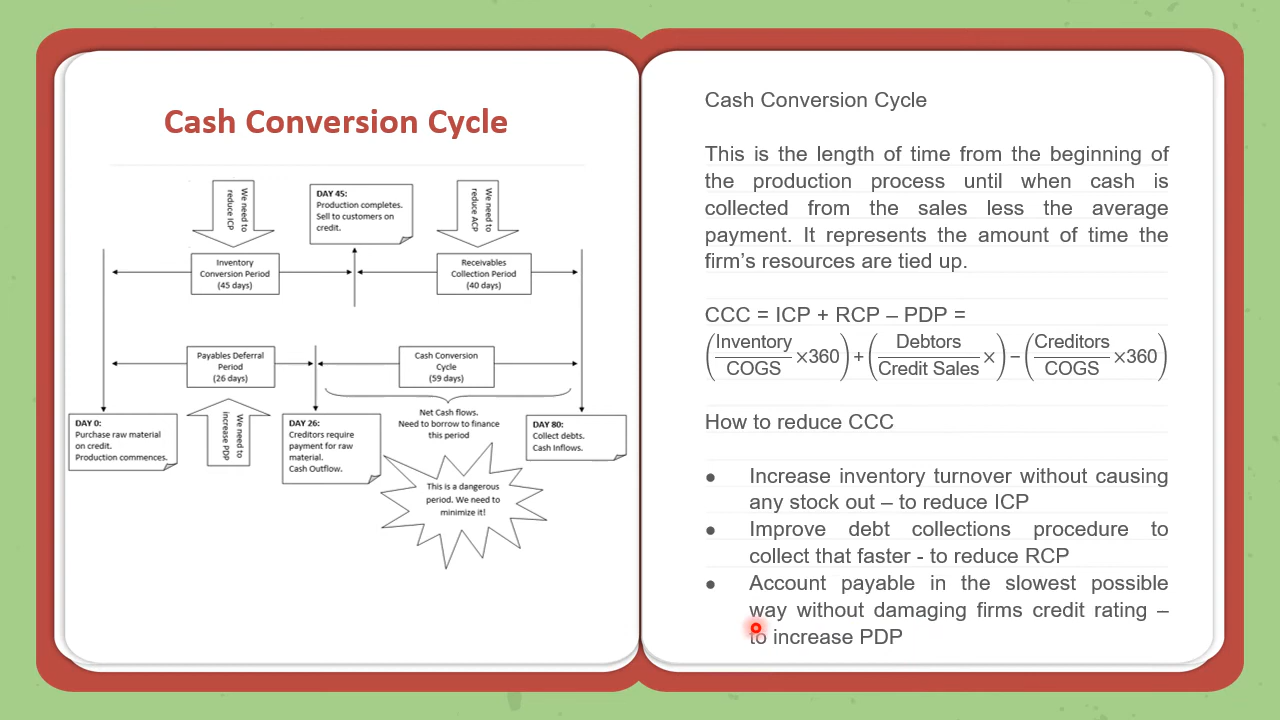 Cash Conversion Cycle
We need to
reduce ICP
DAY 45:
Production completes.
Sell to customers on
credit.
We need to
reduce ACP
Inventory
Conversion Period
(45 days)
Receivables
Collection Period
(40 days)
Payables Deferral
Period
(26 days)
Cash Conversion
Cycle
(59 days)
DAY 0:
Purchase raw material
on credit.
Production commences.
We need to
increase PDP
DAY 26:
Creditors require
payment for raw
material.
Cash Outflow.
Net Cash flows.
Need to borrow to finance
this period
DAY 80:
Collect debts.
Cash Inflows.
This is a dangerous
period. We need to
minimize it!
Cash Conversion Cycle
This is the length of time from the beginning of
the production process until when cash is
collected from the sales less the average
payment. It represents the amount of time the
firm's resources are tied up.
CCC = ICP + RCP – PDP =
(Inventory/COGS ×360) + (Debtors/Credit Sales ×) − (Creditors/COGS ×360)
How to reduce CCC
● Increase inventory turnover without causing
any stock out – to reduce ICP
● Improve debt collections procedure to
collect that faster - to reduce RCP
● Account payable in the slowest possible
way without damaging firms credit rating –
to increase PDP